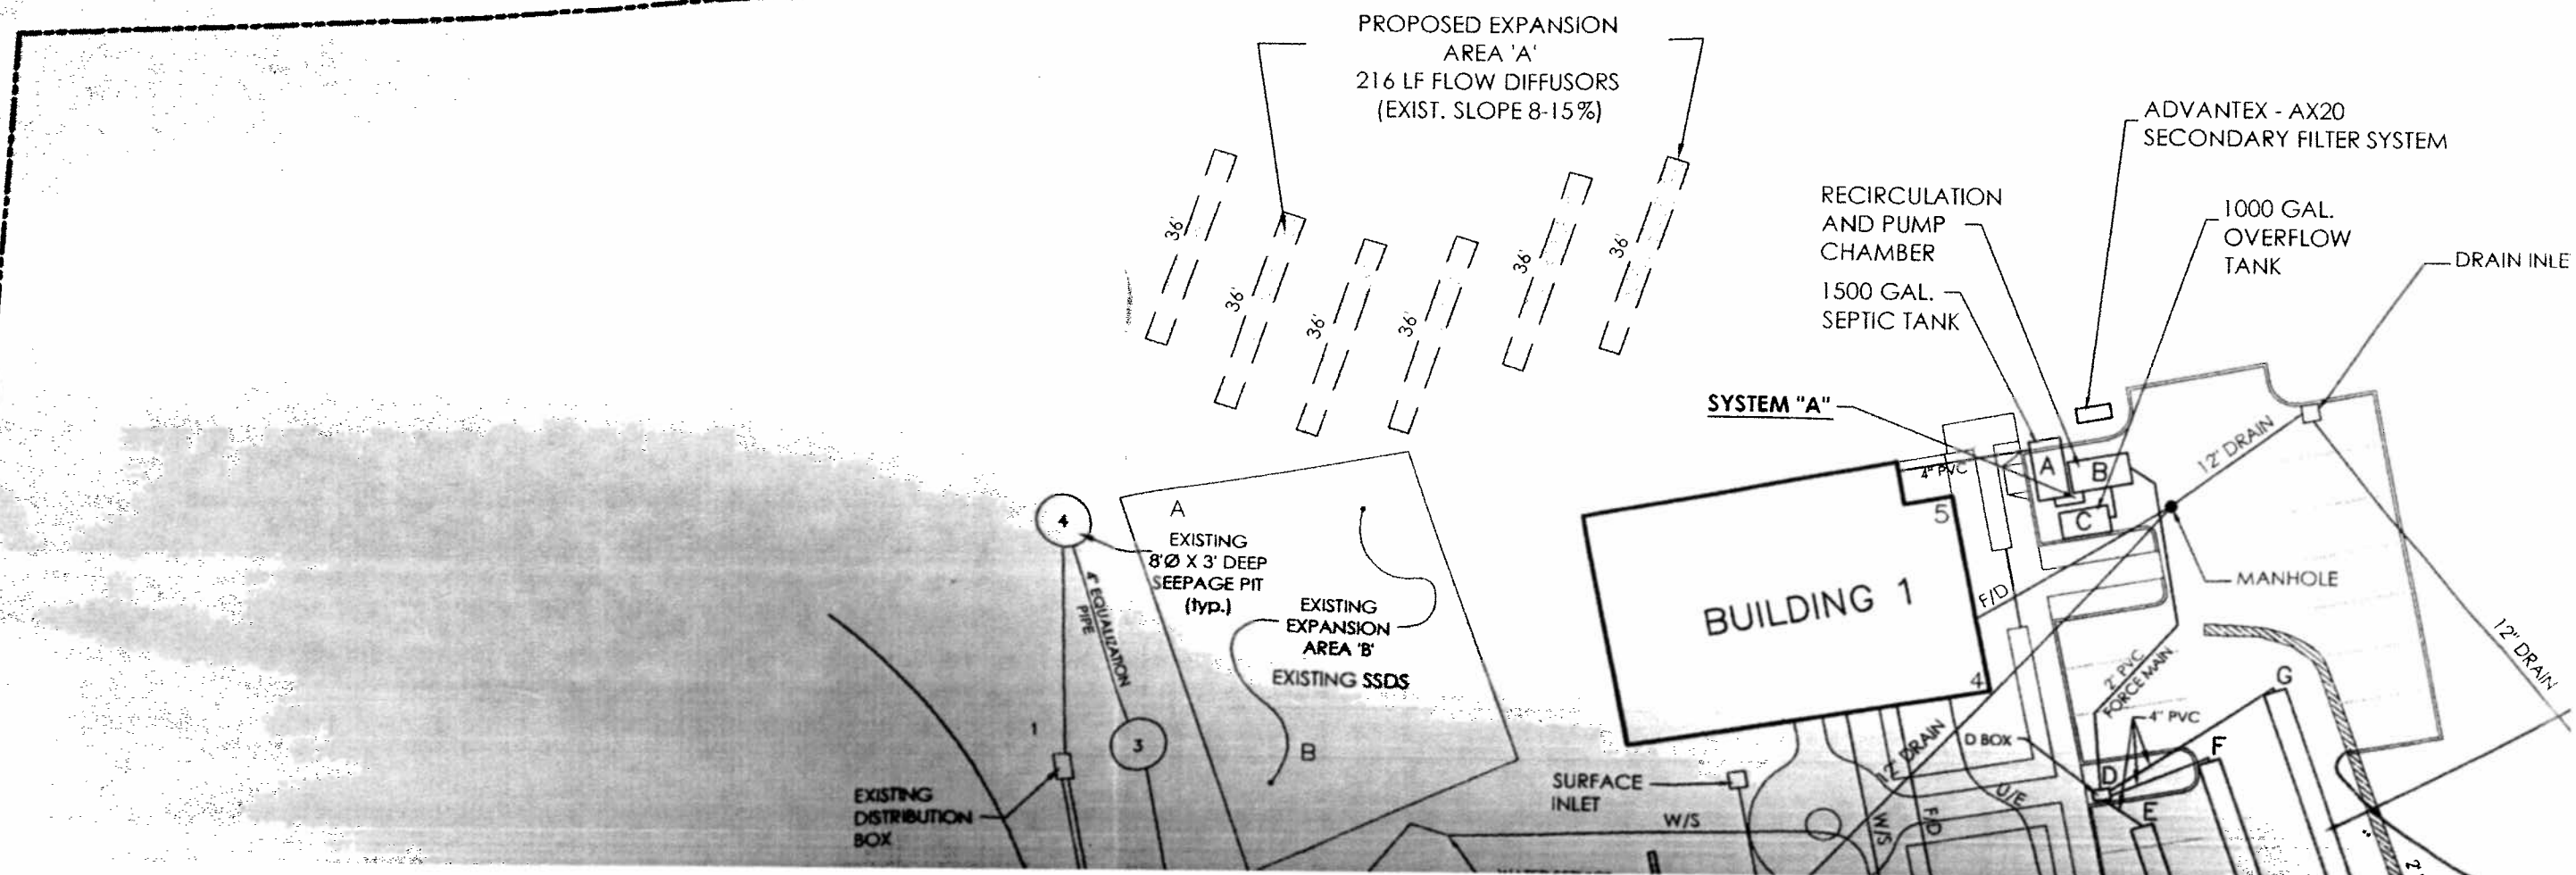 PROPOSED EXPANSION
AREA 'A'
216 LF FLOW DIFFUSORS
(EXIST. SLOPE 8-15%)
ADVANTEX - AX20
SECONDARY FILTER SYSTEM
RECIRCULATION
AND PUMP
CHAMBER
1000 GAL.
OVERFLOW
TANK
DRAIN INLE
1500 GAL.
SEPTIC TANK
36'
36'
36'
36'
36'
36'
SYSTEM "A"
4" PVC
A
B
C
12" DRAIN
MANHOLE
12" DRAIN
4
A
EXISTING
8'Ø X 3' DEEP
SEEPAGE PIT
(typ.)
4" EQUALIZATION
PIPE
EXISTING
EXPANSION
AREA 'B'
EXISTING SSDS
B
1
3
EXISTING
DISTRIBUTION
BOX
5
BUILDING 1
4
F/D
2" PVC
FORCE MAIN
4" PVC
G
F
D BOX
D
E
12" DRAIN
SURFACE
INLET
W/S
W/S
F/D
U/E